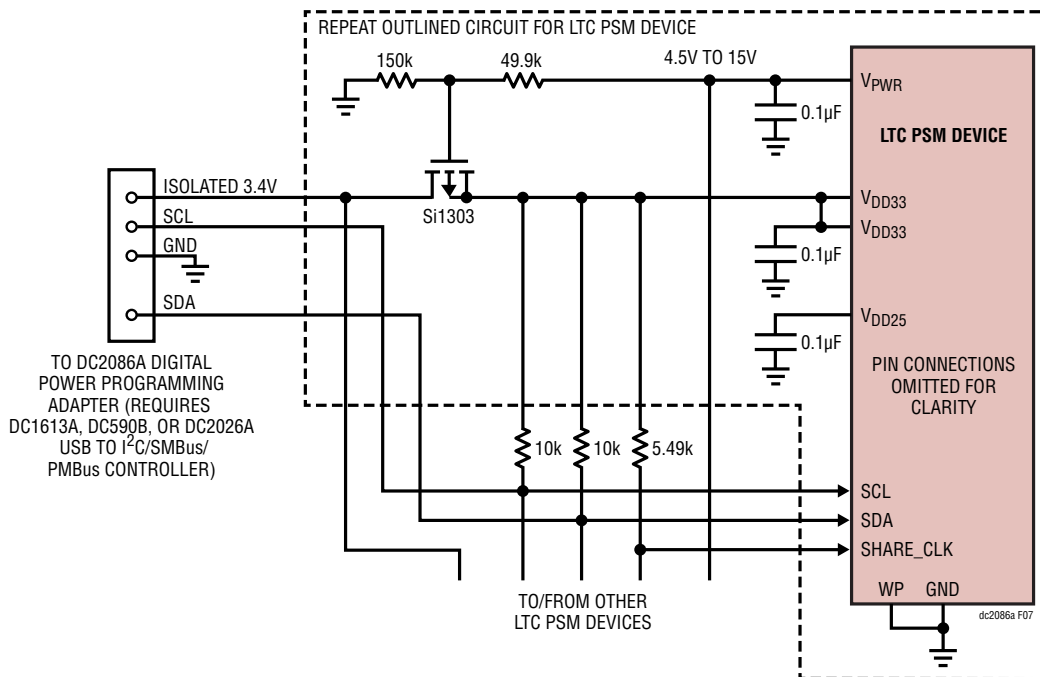 REPEAT OUTLINED CIRCUIT FOR LTC PSM DEVICE
150k
49.9k
4.5V TO 15V
VPWR
0.1µF
LTC PSM DEVICE
ISOLATED 3.4V
Si1303
VDD33
SCL
VDD33
GND
0.1µF
SDA
VDD25
0.1µF
TO DC2086A DIGITAL
POWER PROGRAMMING
ADAPTER (REQUIRES
DC1613A, DC590B, OR DC2026A
USB TO I2C/SMBus/
PMBus CONTROLLER)
PIN CONNECTIONS
OMITTED FOR
CLARITY
10k
10k
5.49k
SCL
SDA
SHARE_CLK
TO/FROM OTHER
LTC PSM DEVICES
WP GND
dc2086a F07